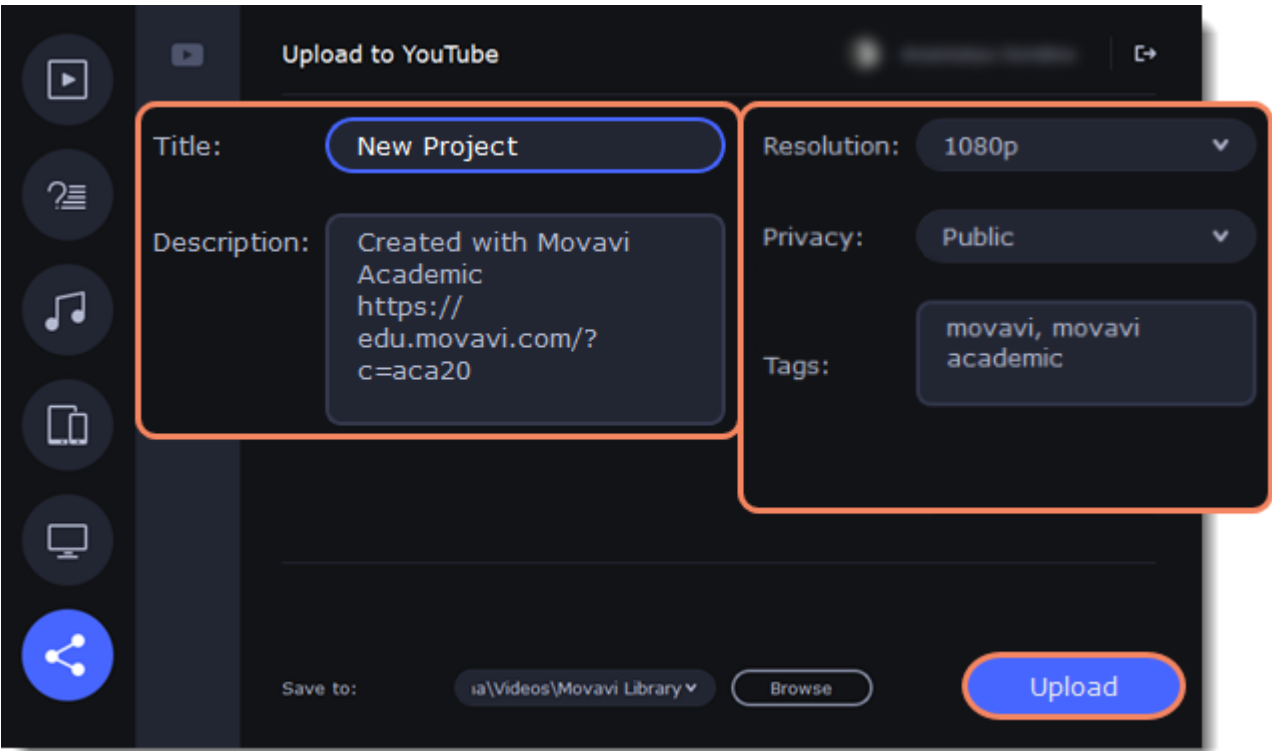 Upload to YouTube
Title:
New Project
Description:
Created with Movavi
Academic
https://
edu.movavi.com/?
c=aca20
Resolution:
1080p
Privacy:
Public
Tags:
movavi, movavi
academic
Save to:
a\Videos\Movavi Library
Browse
Upload